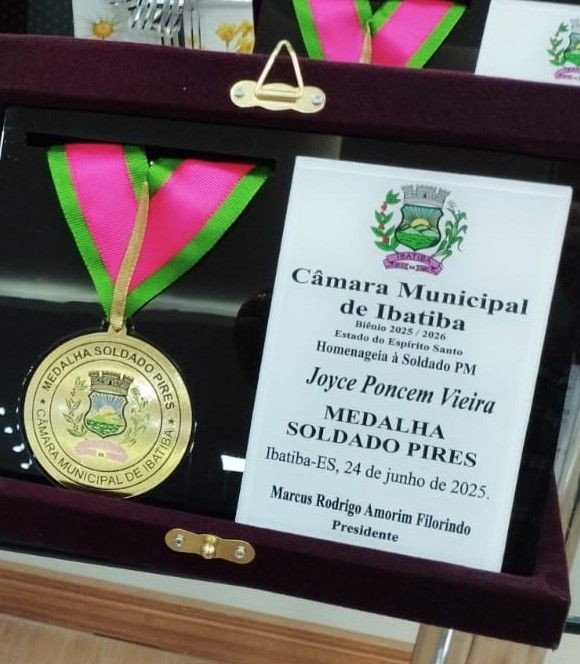 IBATIBA
Câmara Municipal
de Ibatiba
Biênio 2025 / 2026
Estado do Espírito Santo
Homenageia à Soldado PM
Joyce Poncem Vieira
MEDALHA
SOLDADO PIRES
Ibatiba-ES, 24 de junho de 2025.
Marcus Rodrigo Amorim Filorindo
Presidente
MEDALHA SOLDADO PIRES
CÂMARA MUNICIPAL DE IBATIBA